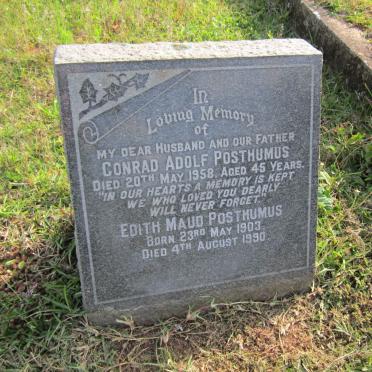 In
Loving Memory
of
My Dear Husband and our Father
Conrad Adolf Posthumus
Died 20th May 1958. Aged 45 Years.
"In our hearts a memory is kept
We who loved you dearly
Will never forget."
Edith Maud Posthumus
Born 23rd May 1903.
Died 4th August 1990.